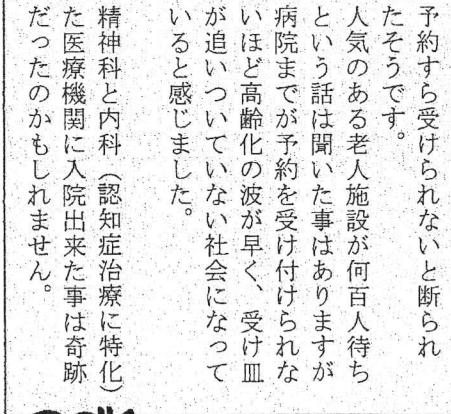 予約すら受けられないと断られ
たそうです。
人気のある老人施設が何百人待ち
という話は聞いた事はありますが
病院までが予約を受け付けられな
いほど高齢化の波が早く、受け皿
が追いついていない社会になって
いると感じました。
精神科と内科（認知症治療に特化）
た医療機関に入院出来た事は奇跡
だったのかもしれません。